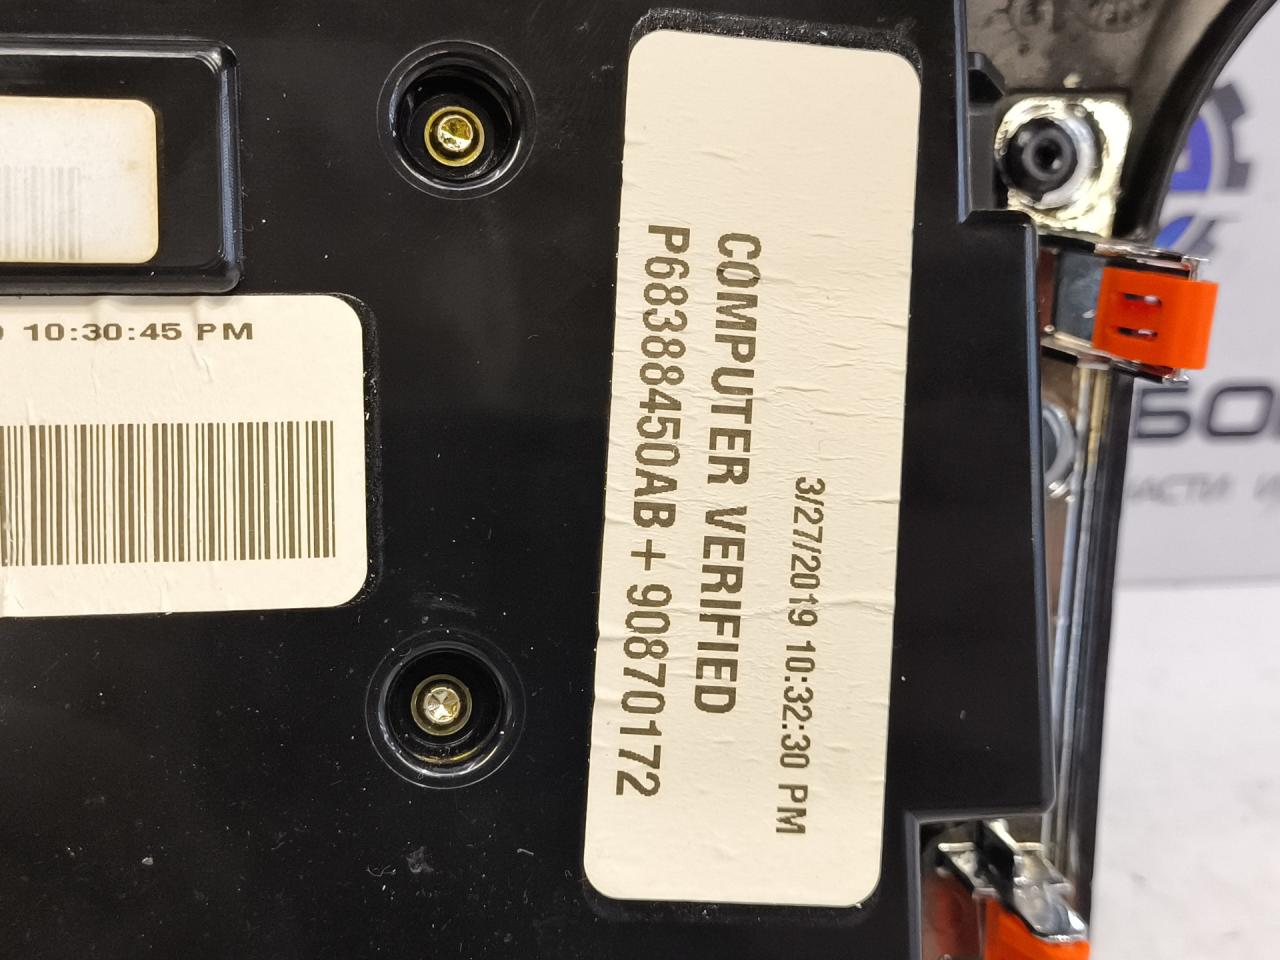 10:30:45 PM
3/27/2019 10:32:30 PM
COMPUTER VERIFIED
P68388450AB + 90870172